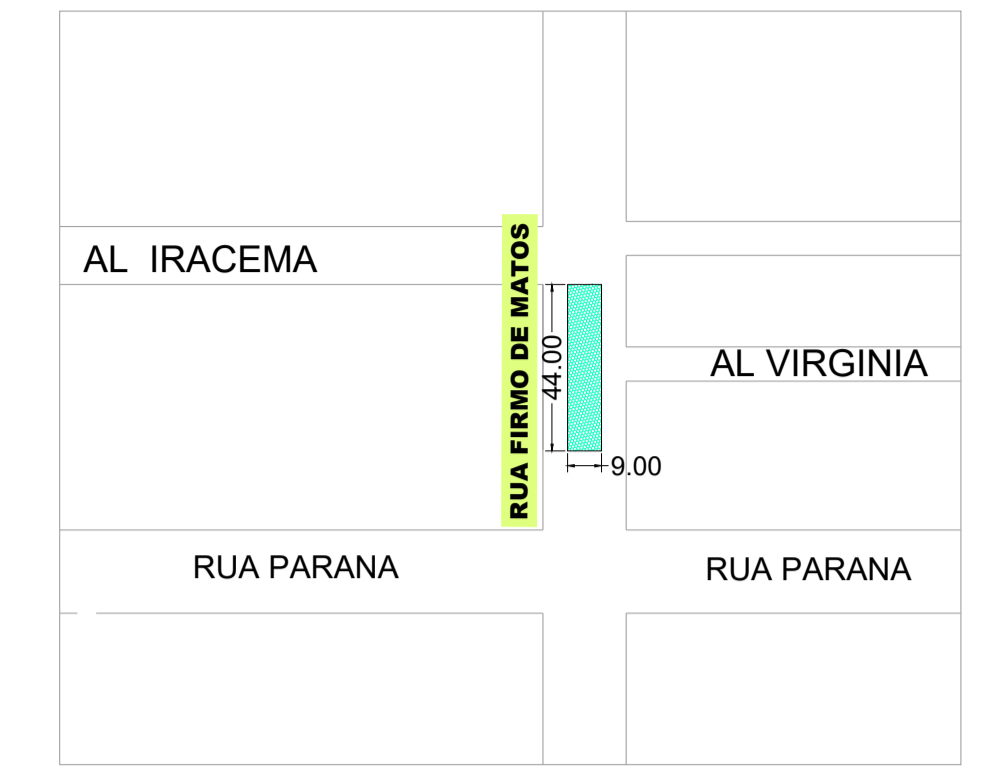 AL  IRACEMA
RUA FIRMO DE MATOS
44.00
AL VIRGINIA
9.00
RUA PARANA
RUA PARANA